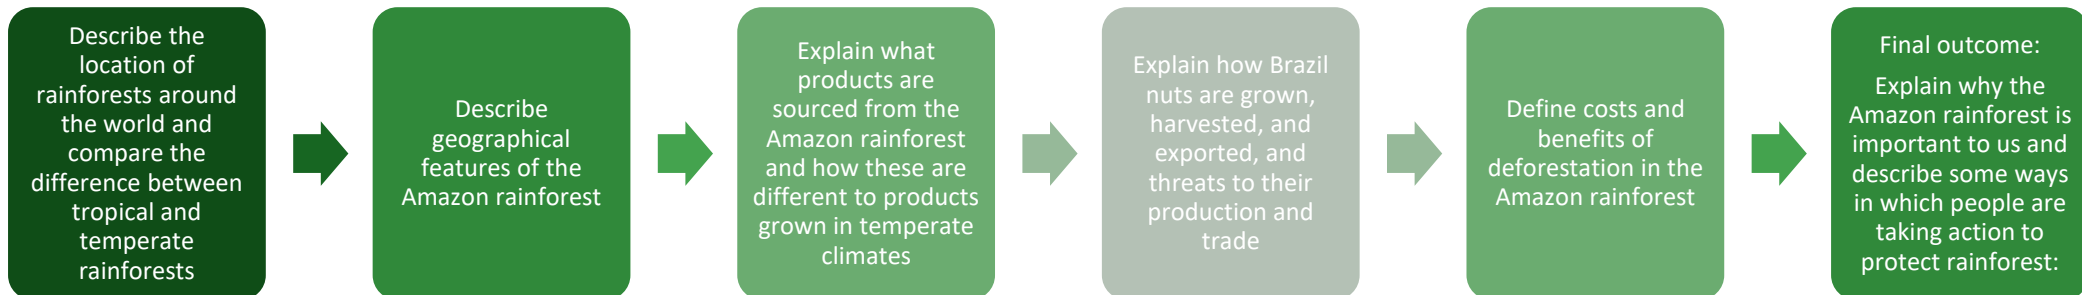 Describe the
location of
rainforests around
the world and
compare the
difference between
tropical and
temperate
rainforests
Describe
geographical
features of the
Amazon rainforest
Explain what
products are
sourced from the
Amazon rainforest
and how these are
different to products
grown in temperate
climates
Explain how Brazil
nuts are grown,
harvested, and
exported, and
threats to their
production and
trade
Define costs and
benefits of
deforestation in the
Amazon rainforest
Final outcome:
Explain why the
Amazon rainforest is
important to us and
describe some ways
in which people are
taking action to
protect rainforest: